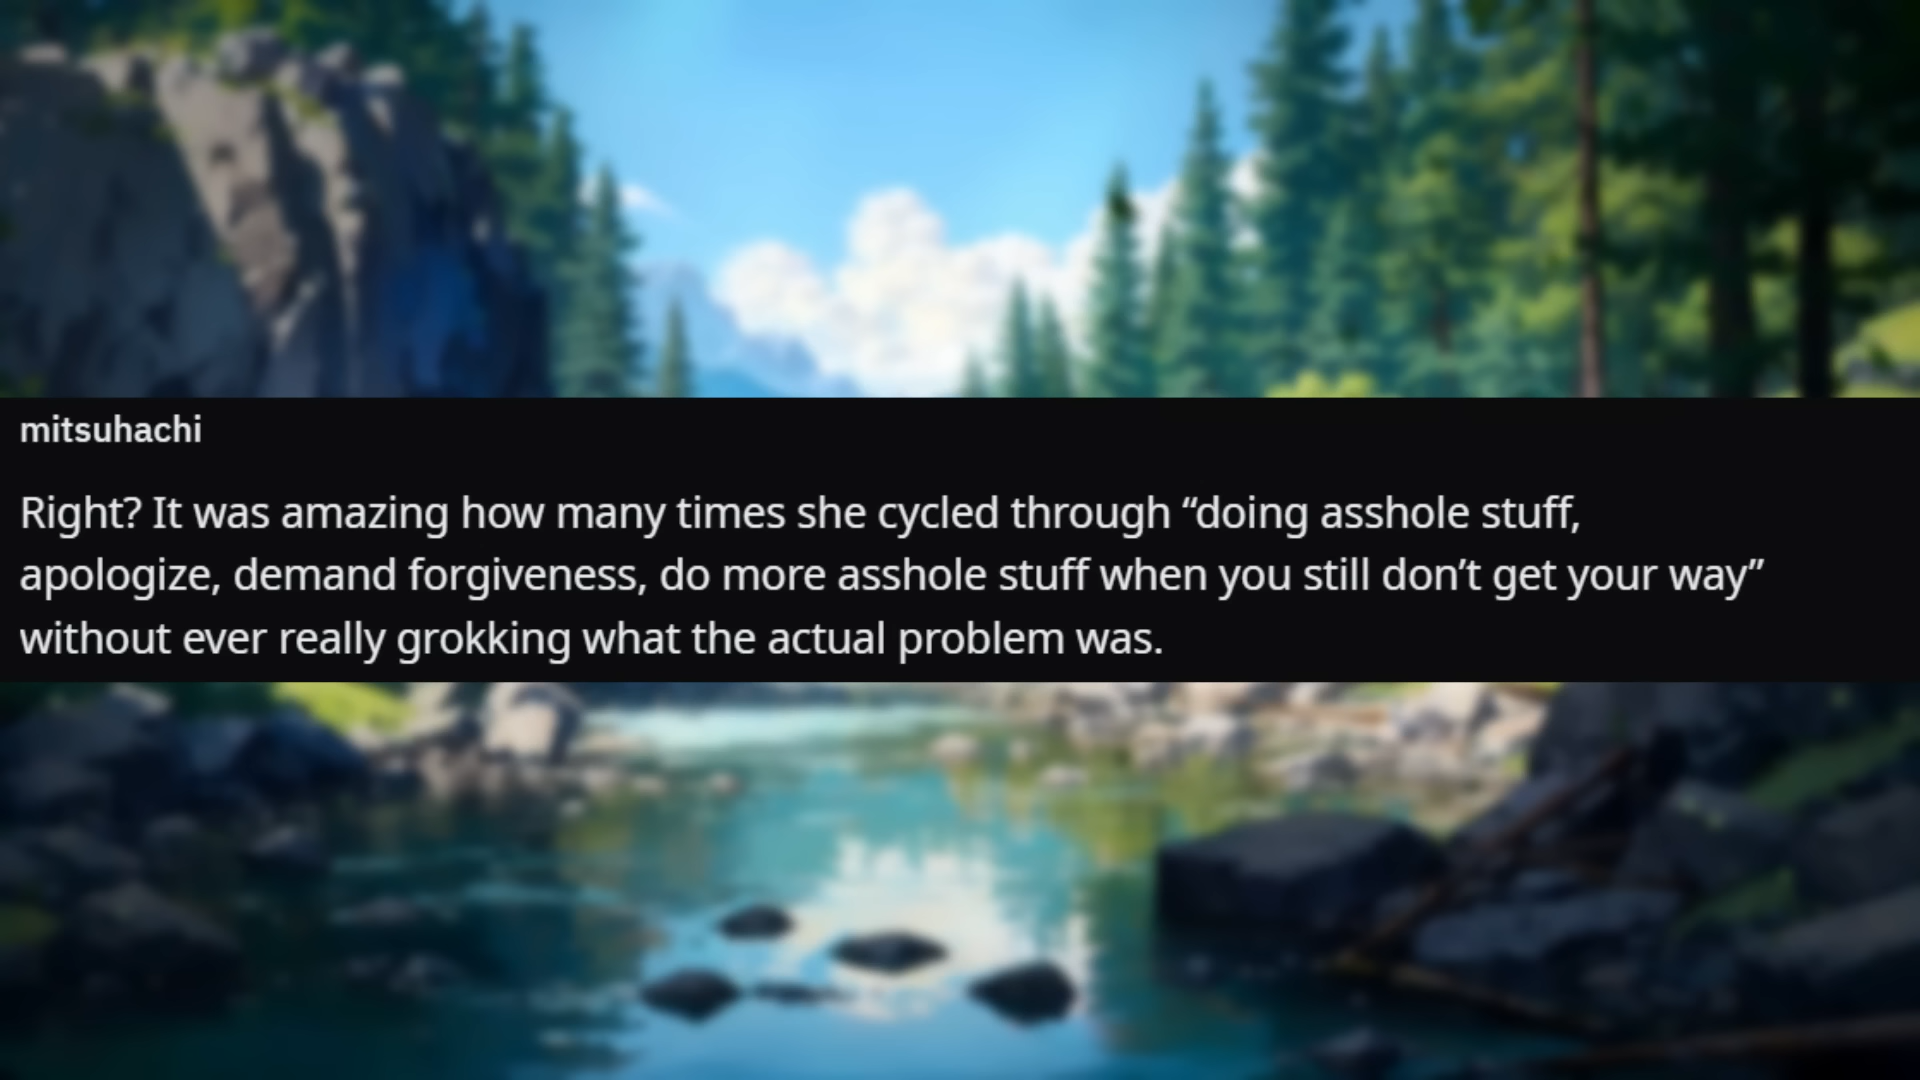 mitsuhachi
Right? It was amazing how many times she cycled through “doing asshole stuff,
apologize, demand forgiveness, do more asshole stuff when you still don’t get your way”
without ever really grokking what the actual problem was.